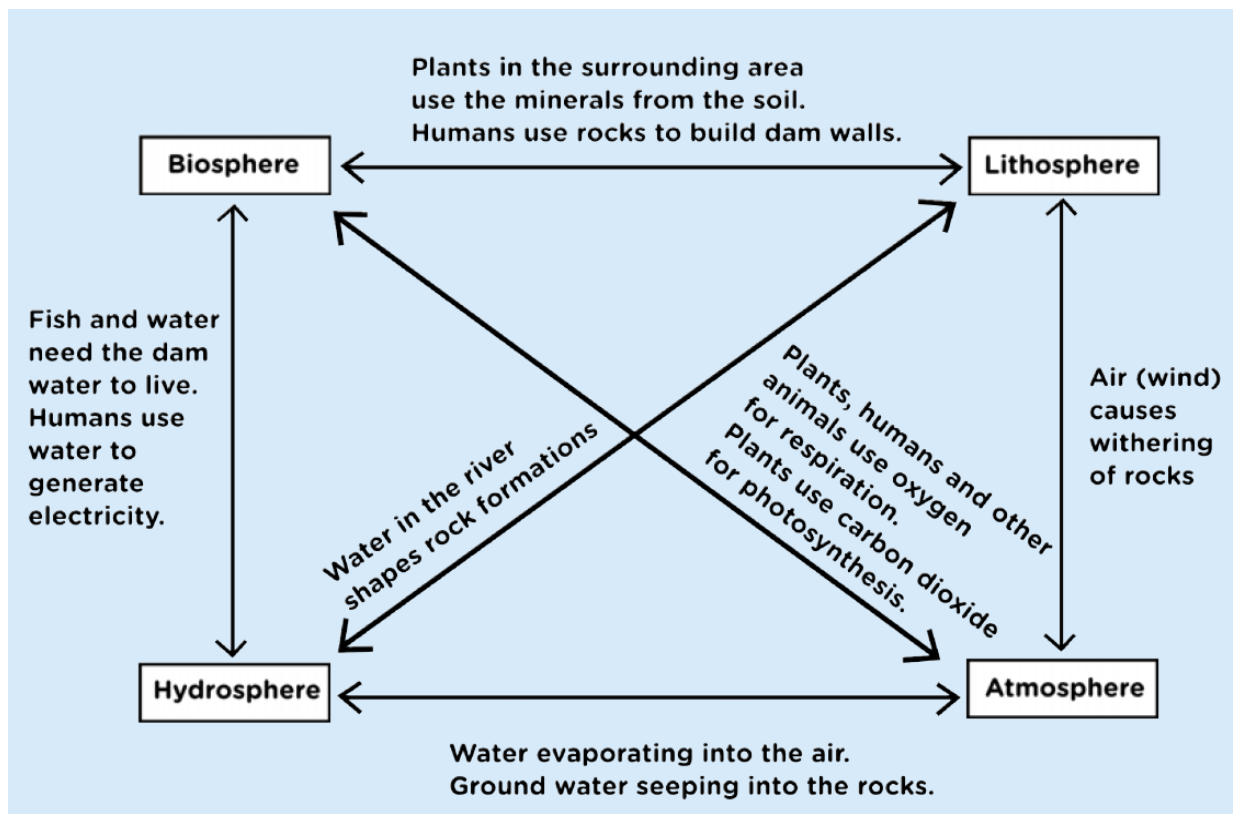 Plants in the surrounding area
use the minerals from the soil.
Humans use rocks to build dam walls.
Biosphere
Lithosphere
Fish and water
need the dam
water to live.
Humans use
water to
generate
electricity.
Water in the river
shapes rock formations
Plants, humans and other
animals use oxygen
for respiration.
Plants use carbon dioxide
for photosynthesis.
Air (wind)
causes
withering
of rocks
Hydrosphere
Atmosphere
Water evaporating into the air.
Ground water seeping into the rocks.